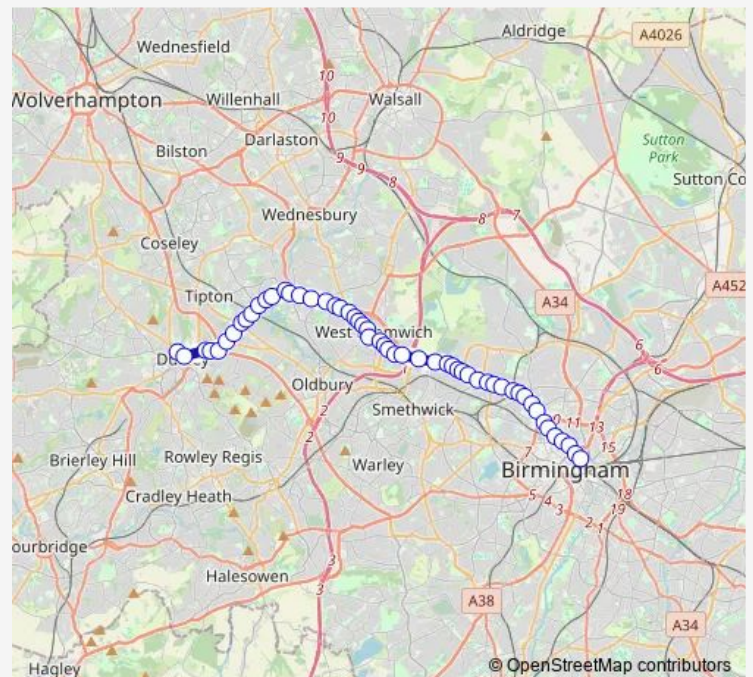 Aldridge
A4026
Wednesfield
Wolverhampton
Willenhall
10
Walsall
10
Darlaston
Bilston
9
9
8
Sutton
Park
Sutton Co
Wednesbury
8
7
Coseley
Tipton
A452
A34
West
mwich
6
6
Oldbury
Smethwick
2
2
0
11
13
15
7
Brierley Hill
Rowley Regis
Warley
Birmingham
Cradley Heath
5
4
3
18
19
2
1
ourbridge
3
3
Halesowen
A38
A34
Hagley
© OpenStreetMap contributors